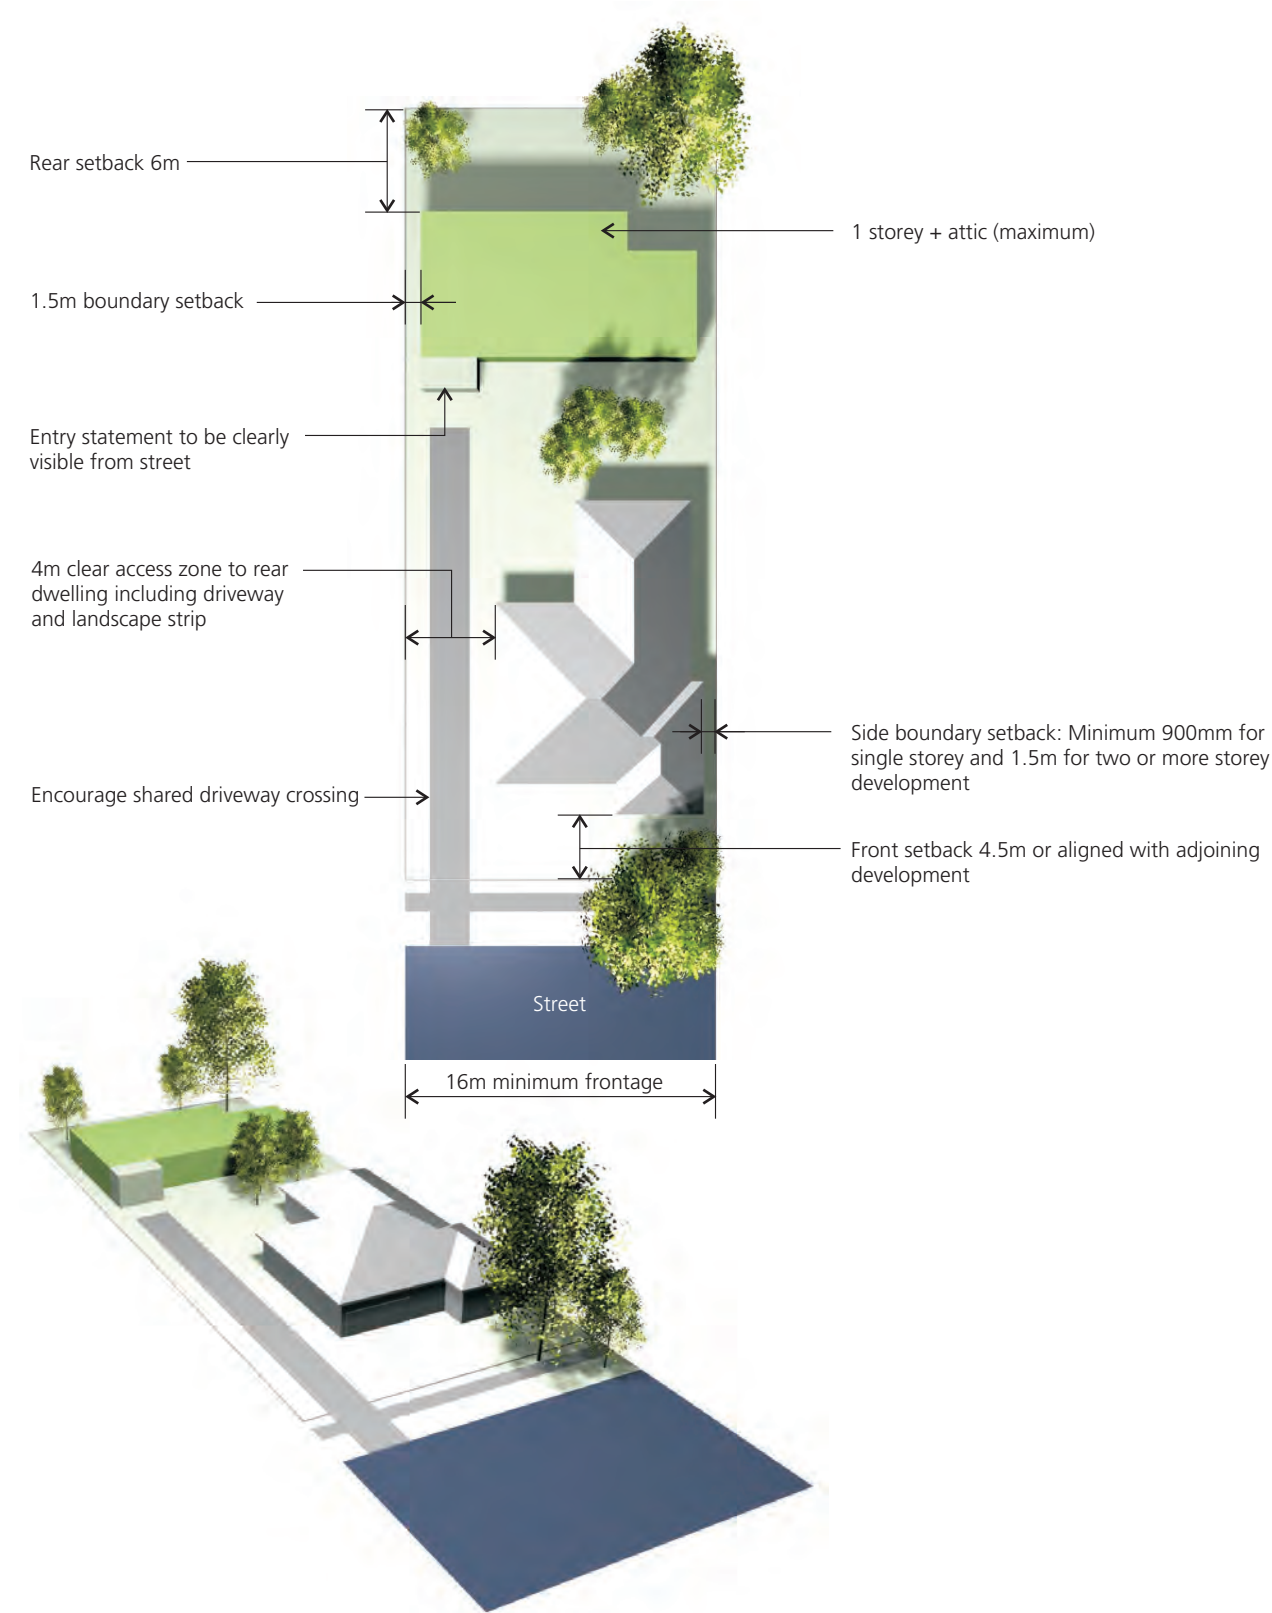 Rear setback 6m
1 storey + attic (maximum)
1.5m boundary setback
Entry statement to be clearly
visible from street
4m clear access zone to rear
dwelling including driveway
and landscape strip
Side boundary setback: Minimum 900mm for
single storey and 1.5m for two or more storey
development
Encourage shared driveway crossing
Front setback 4.5m or aligned with adjoining
development
Street
16m minimum frontage